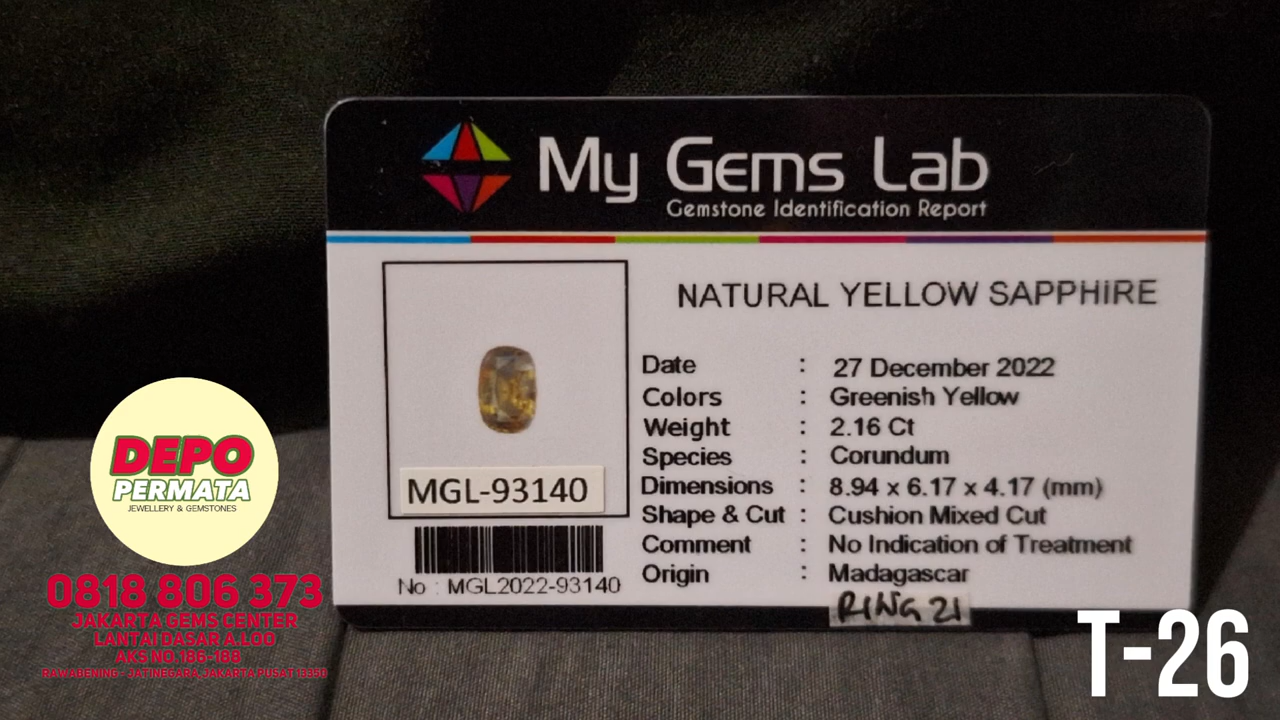 My Gems Lab
Gemstone Identification Report
NATURAL YELLOW SAPPHIRE
Date : 27 December 2022
Colors : Greenish Yellow
Weight : 2.16 Ct
Species : Corundum
Dimensions : 8.94 x 6.17 x 4.17 (mm)
Shape & Cut : Cushion Mixed Cut
Comment : No Indication of Treatment
Origin : Madagascar
RING 21
MGL-93140
No : MGL2022-93140
DEPO
PERMATA
JEWELLERY & GEMSTONES
0818 806 373
JAKARTA GEMS CENTER
LANTAI DASAR A.LOO
AKS NO.186-188
RAWABENING - JATINEGARA,JAKARTA PUSAT 13350
T-26